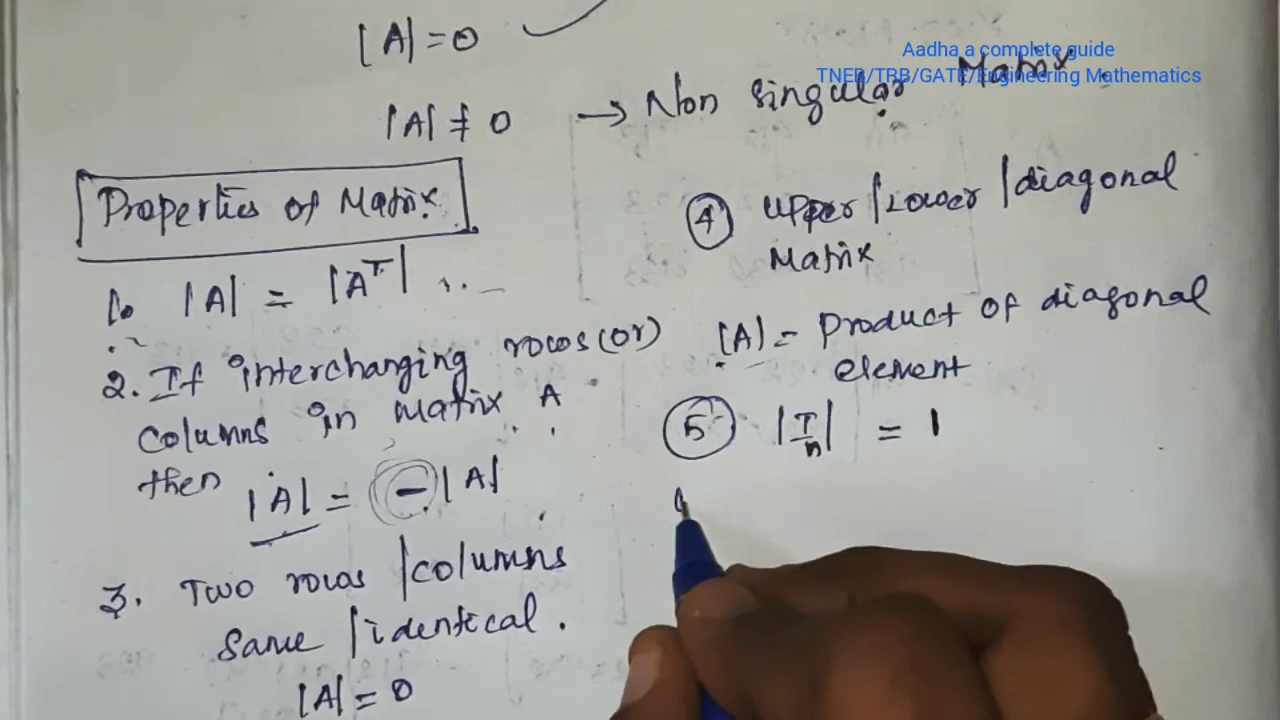 |A| = 0
Aadha a complete guide
TNEB/TRB/GATE/Engineering Mathematics
|A| ≠ 0 → Non singular Matrix.
Properties of Matrix
1. |A| = |Aᵀ|
2. If interchanging rows (or)
columns in matrix A
then |A| = - |A|
3. Two rows / columns
same / identical.
|A| = 0
④ Upper / Lower / diagonal
Matrix
|A| = Product of diagonal
element
⑤ |Iₙ| = 1